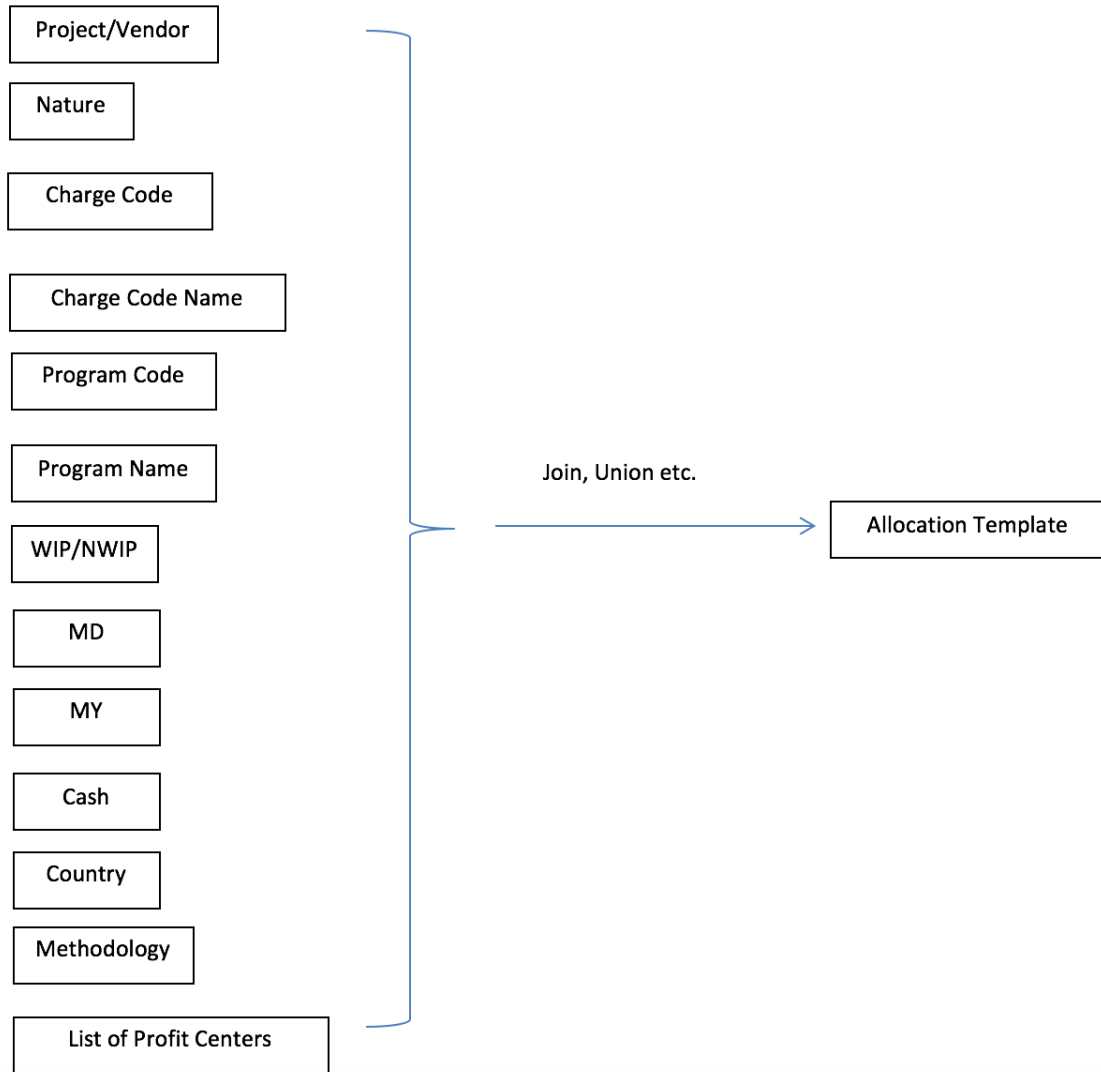 Project/Vendor
Nature
Charge Code
Charge Code Name
Program Code
Program Name
Join, Union etc.
WIP/NWIP
Allocation Template
MD
MY
Cash
Country
Methodology
List of Profit Centers